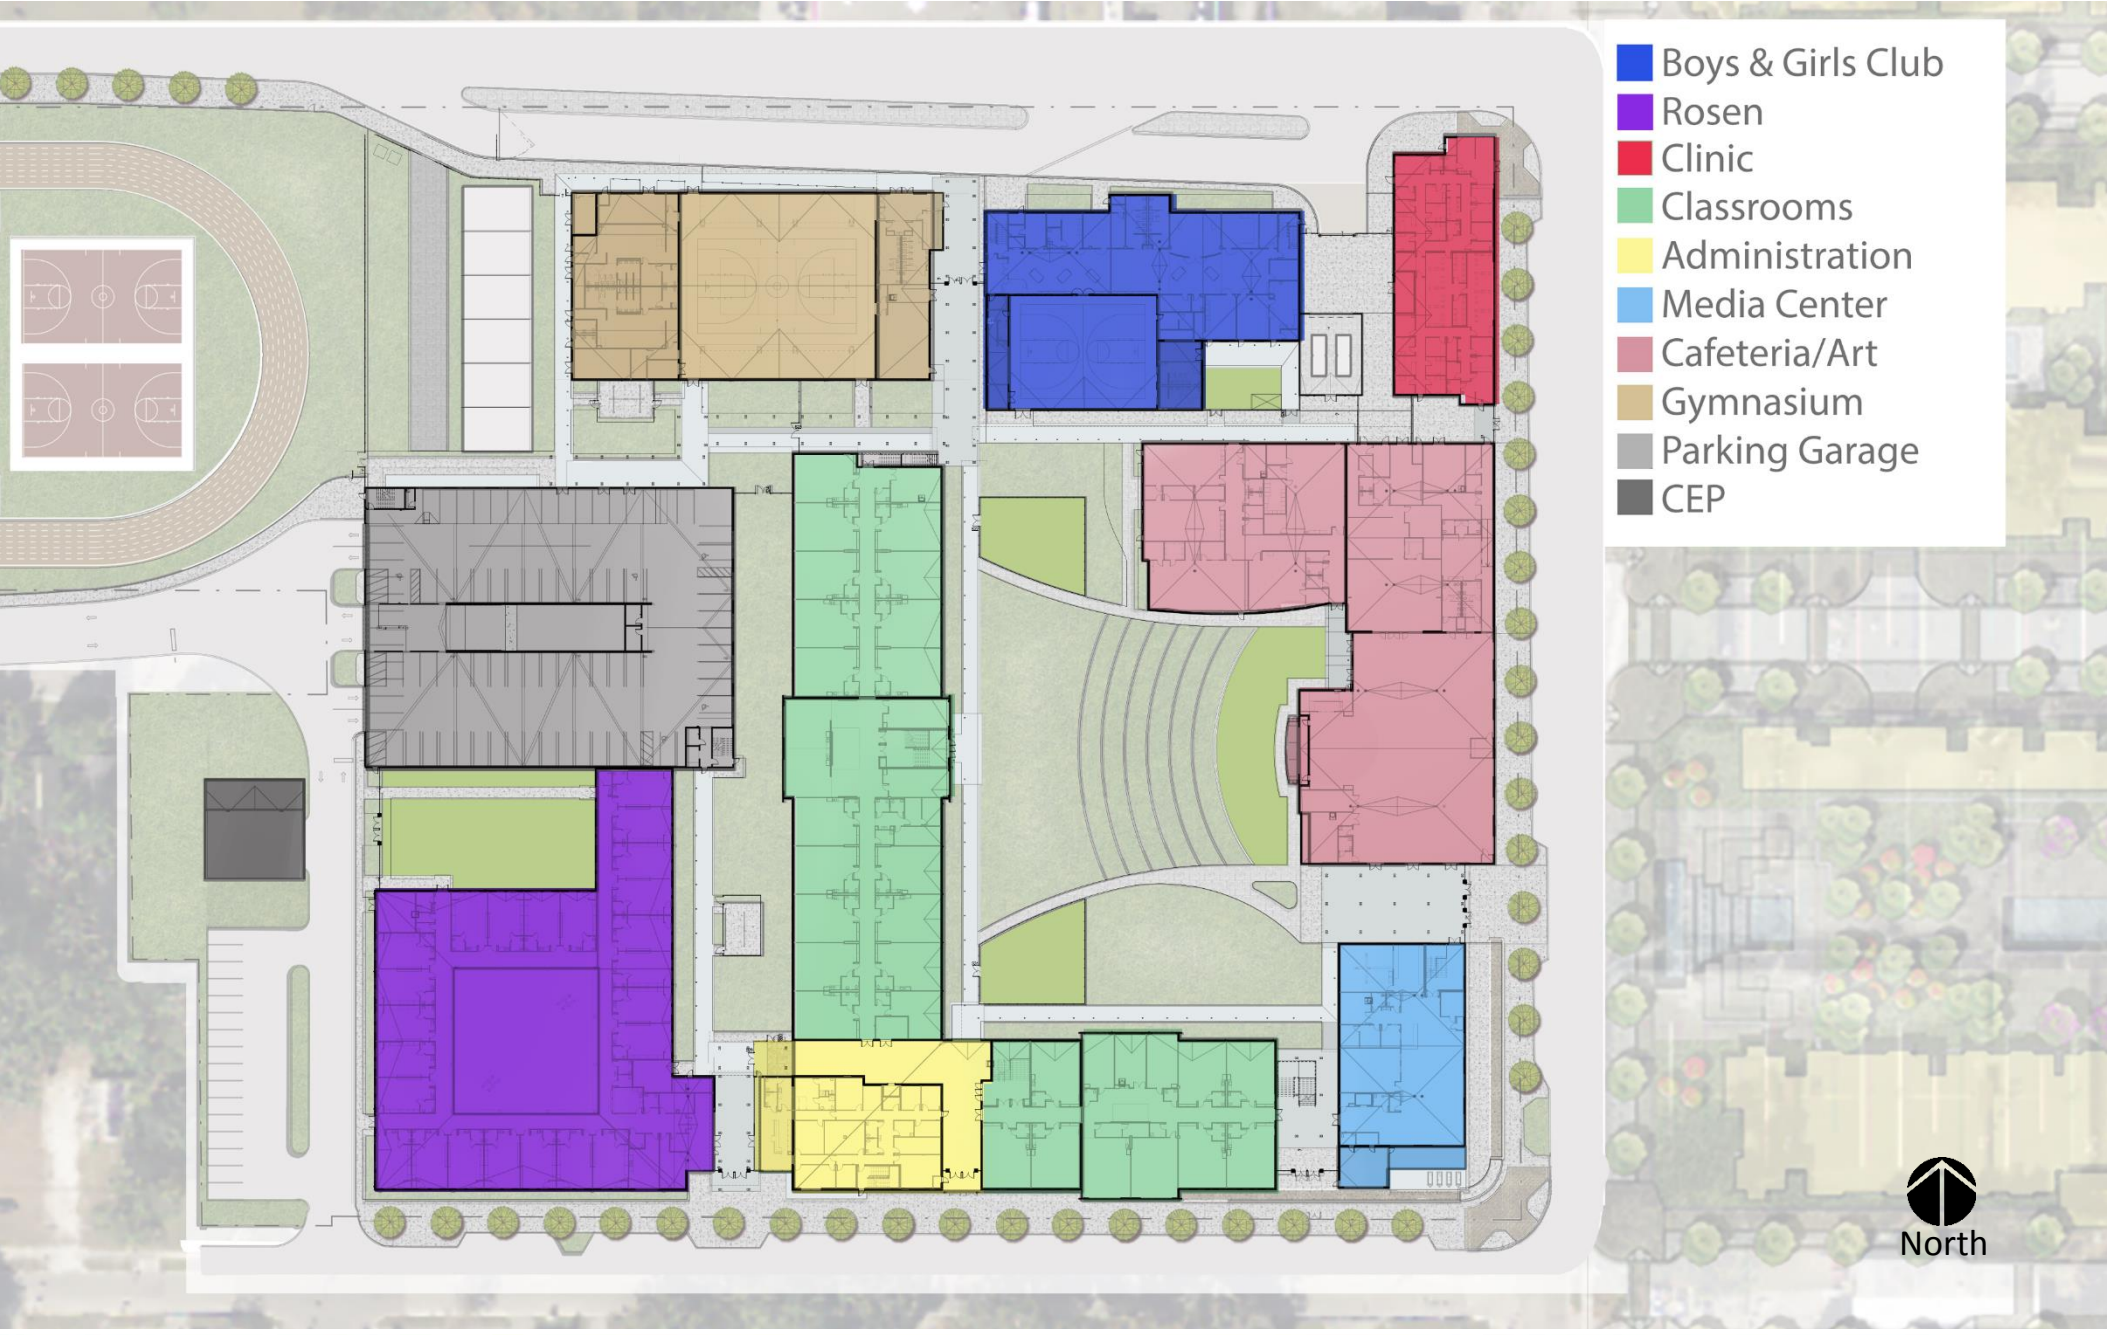 Boys & Girls Club
Rosen
Clinic
Classrooms
Administration
Media Center
Cafeteria/Art
Gymnasium
Parking Garage
CEP
North